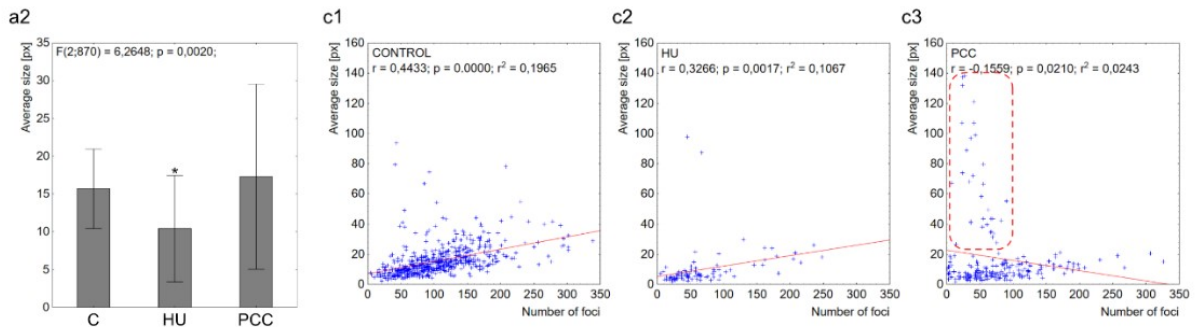 a2
F(2;870) = 6,2648; p = 0,0020;
Average size [px]
35
30
25
20
15
10
5
0
*
C HU PCC
c1
CONTROL
r = 0,4433; p = 0.0000; r² = 0,1965
Average size [px]
160
140
120
100
80
60
40
20
0
0 50 100 150 200 250 300 350
Number of foci
c2
HU
r = 0,3266; p = 0,0017; r² = 0,1067
Average size [px]
160
140
120
100
80
60
40
20
0
0 50 100 150 200 250 300 350
Number of foci
c3
PCC
r = -0,1559; p = 0,0210; r² = 0,0243
Average size [px]
160
140
120
100
80
60
40
20
0
0 50 100 150 200 250 300 350
Number of foci